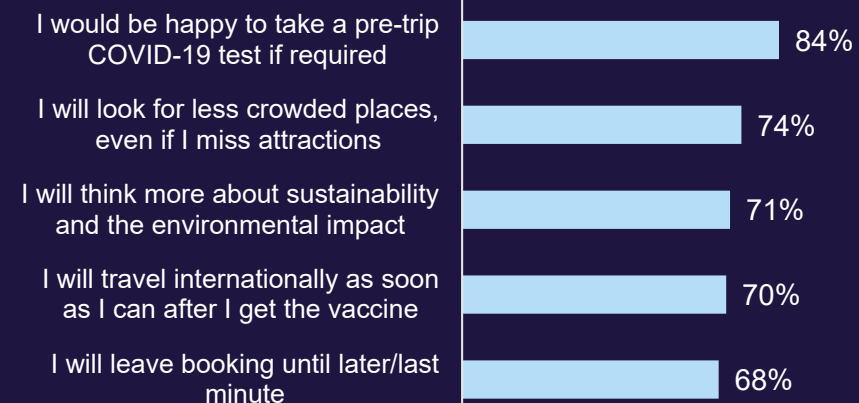 I would be happy to take a pre-trip
COVID-19 test if required
84%
I will look for less crowded places,
even if I miss attractions
74%
I will think more about sustainability
and the environmental impact
71%
I will travel internationally as soon
as I can after I get the vaccine
70%
I will leave booking until later/last
minute
68%